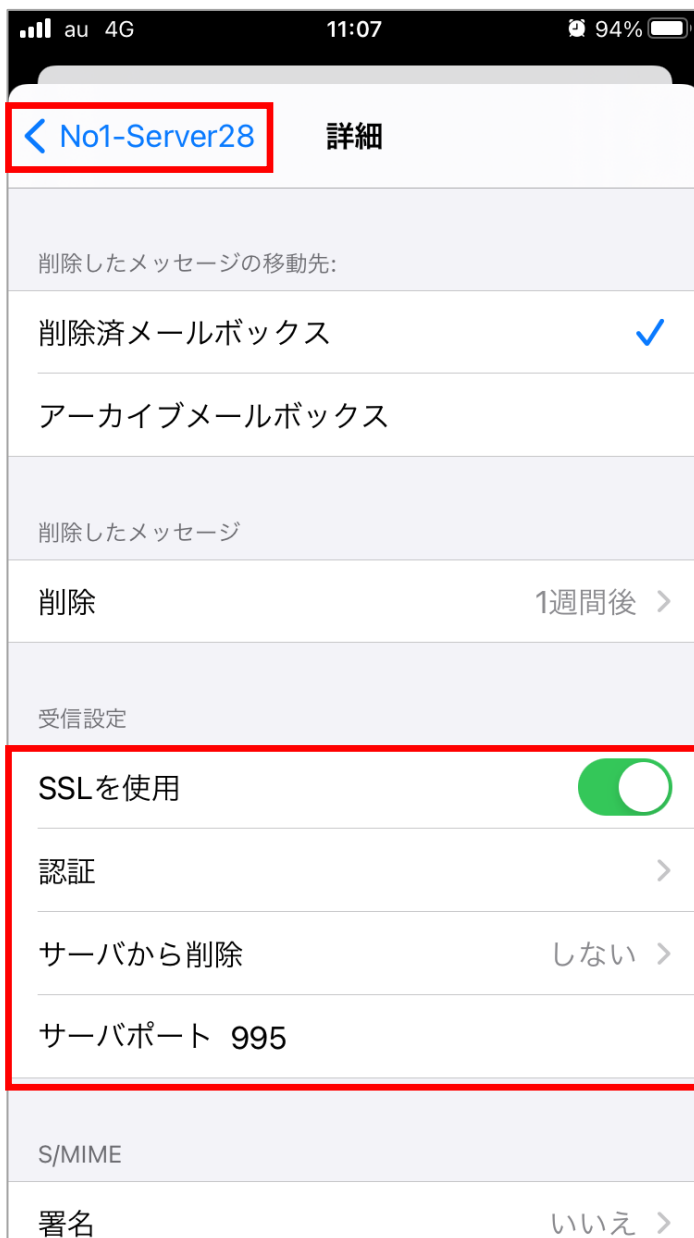 au 4G 11:07 94%
No1-Server28 詳細
削除したメッセージの移動先:
削除済メールボックス
アーカイブメールボックス
削除したメッセージ
削除 1週間後
受信設定
SSLを使用
認証
サーバから削除 しない
サーバポート 995
S/MIME
署名 いいえ